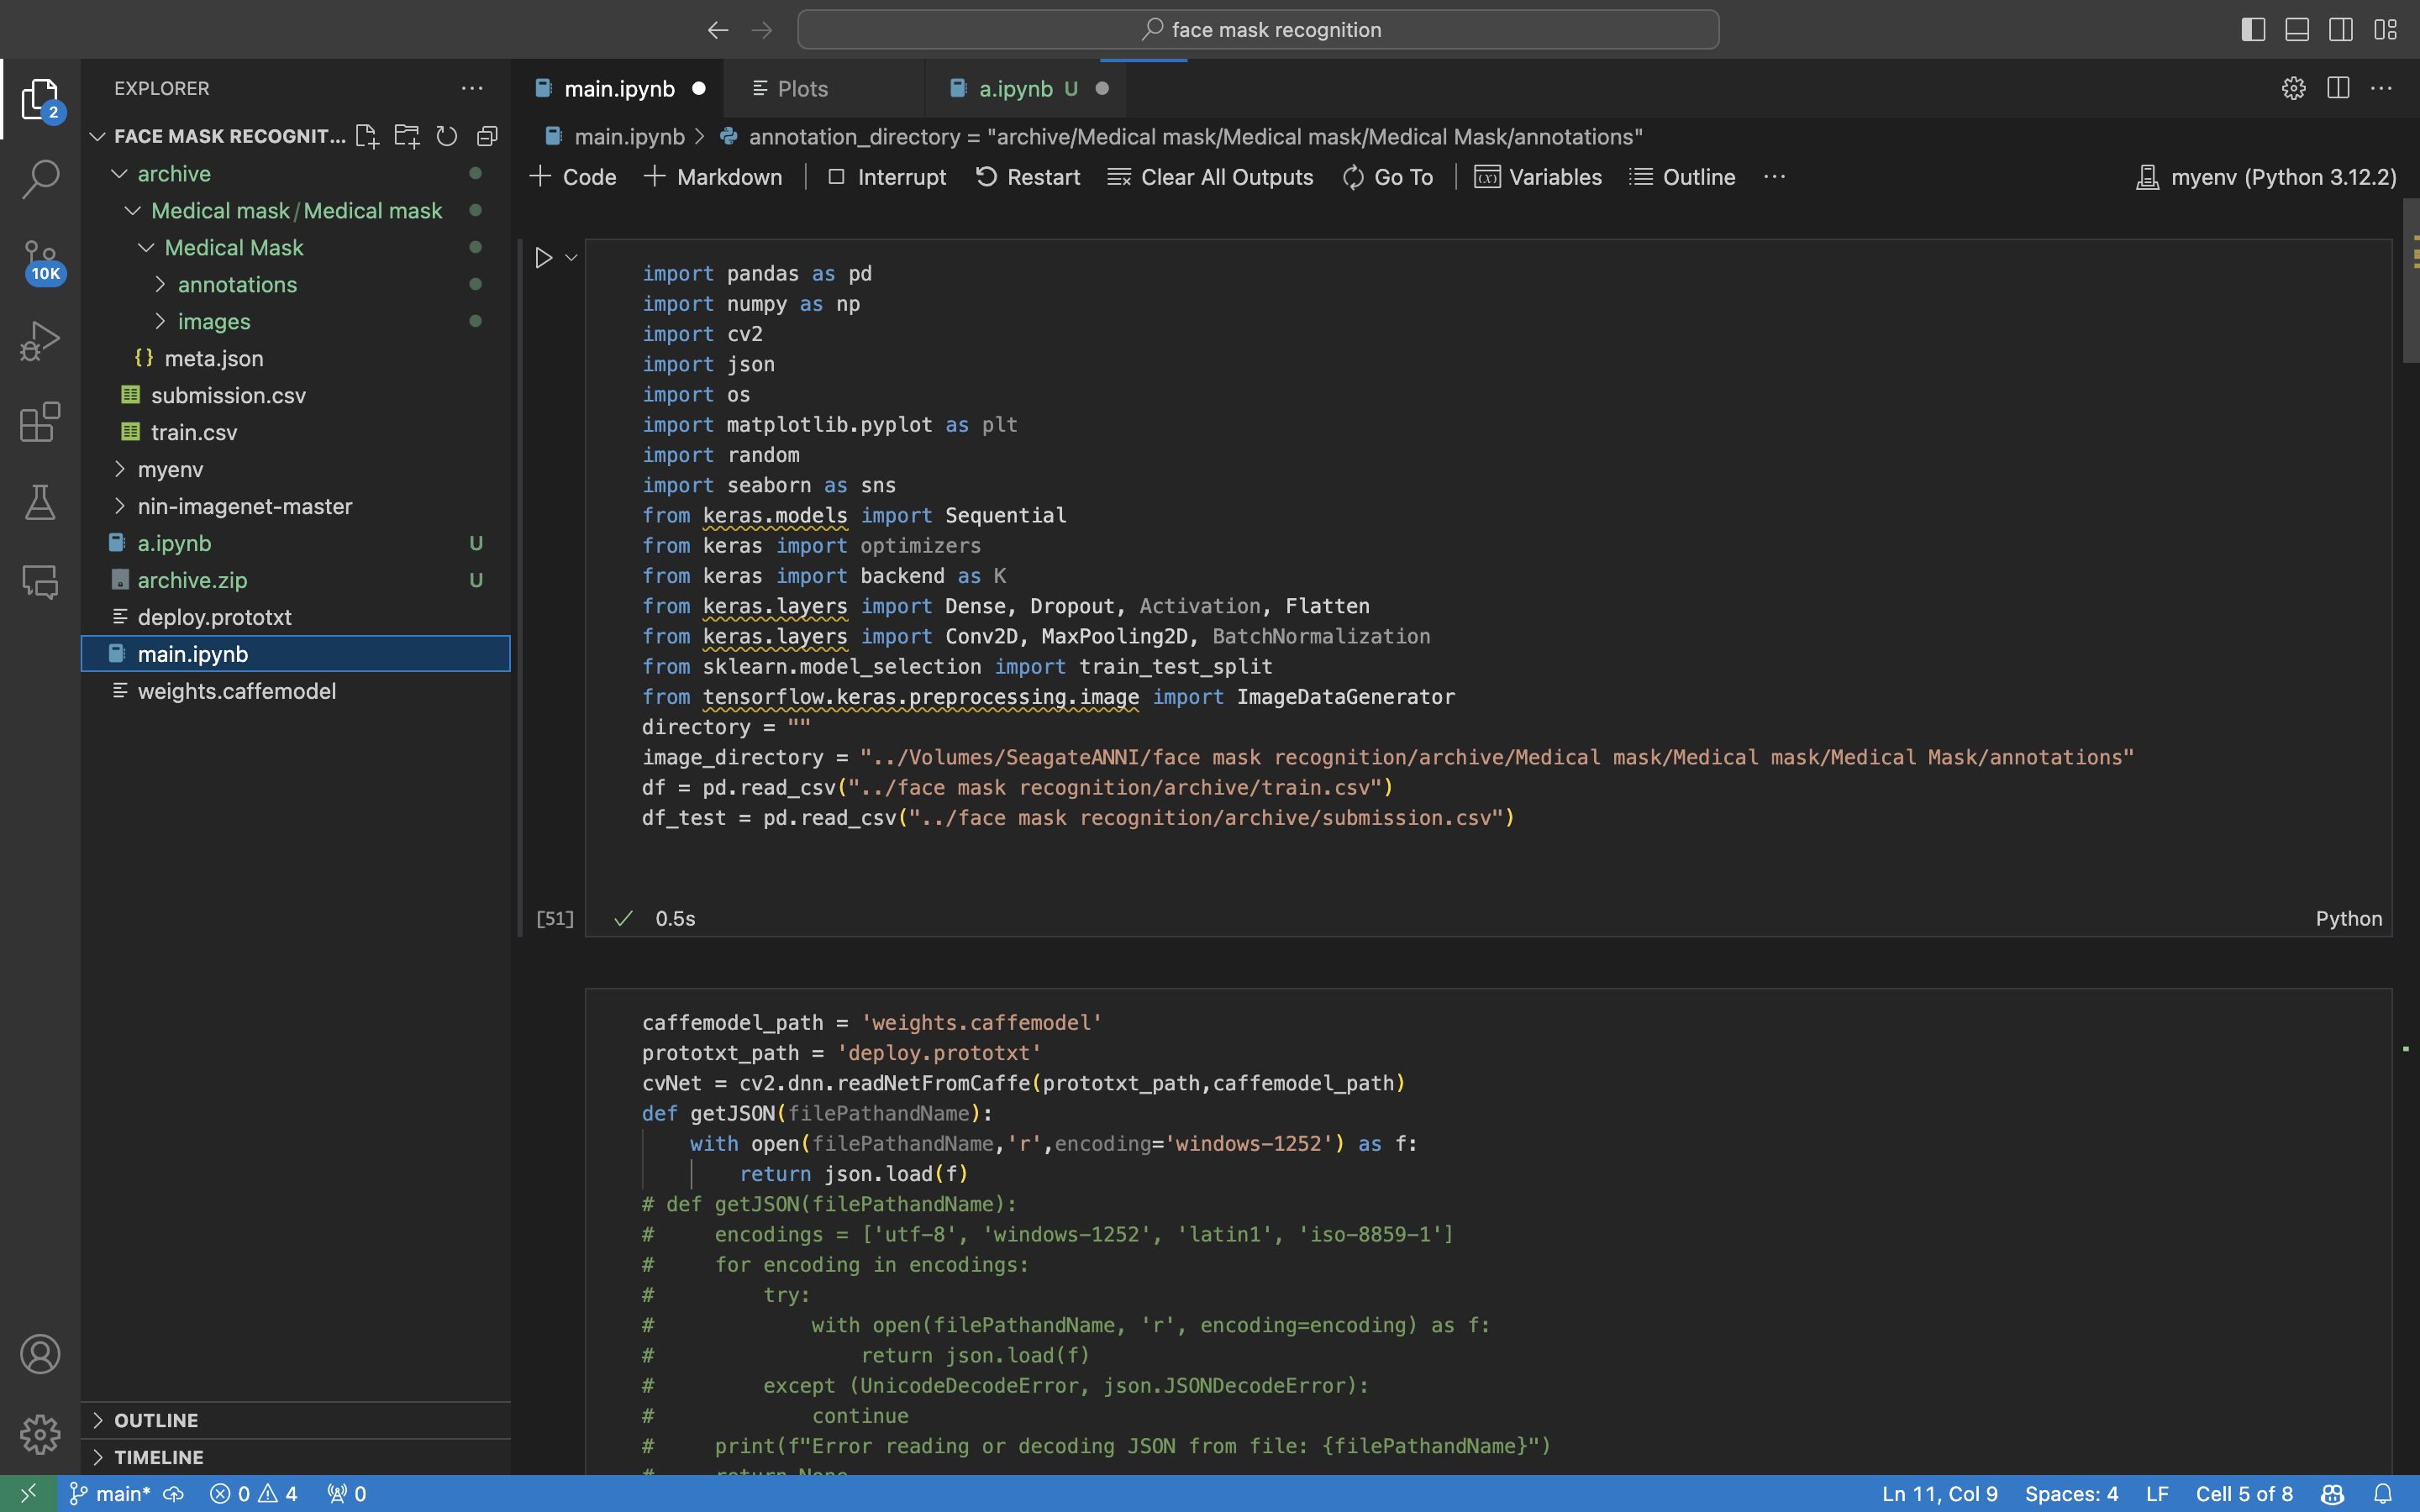 face mask recognition
EXPLORER
main.ipynb
Plots
a.ipynb U
2
FACE MASK RECOGNIT...
main.ipynb > annotation_directory = "archive/Medical mask/Medical mask/Medical Mask/annotations"
+ Code + Markdown Interrupt Restart Clear All Outputs Go To Variables Outline ... myenv (Python 3.12.2)
archive
Medical mask/Medical mask
Medical Mask
10K
annotations
images
{} meta.json
submission.csv
train.csv
myenv
nin-imagenet-master
a.ipynb U
archive.zip U
deploy.prototxt
main.ipynb
weights.caffemodel
OUTLINE
TIMELINE
import pandas as pd
import numpy as np
import cv2
import json
import os
import matplotlib.pyplot as plt
import random
import seaborn as sns
from keras.models import Sequential
from keras import optimizers
from keras import backend as K
from keras.layers import Dense, Dropout, Activation, Flatten
from keras.layers import Conv2D, MaxPooling2D, BatchNormalization
from sklearn.model_selection import train_test_split
from tensorflow.keras.preprocessing.image import ImageDataGenerator
directory = ""
image_directory = "../Volumes/SeagateANNI/face mask recognition/archive/Medical mask/Medical mask/Medical Mask/annotations"
df = pd.read_csv("../face mask recognition/archive/train.csv")
df_test = pd.read_csv("../face mask recognition/archive/submission.csv")
[51] ✓ 0.5s Python
caffemodel_path = 'weights.caffemodel'
prototxt_path = 'deploy.prototxt'
cvNet = cv2.dnn.readNetFromCaffe(prototxt_path,caffemodel_path)
def getJSON(filePathandName):
    with open(filePathandName,'r',encoding='windows-1252') as f:
        return json.load(f)
# def getJSON(filePathandName):
#     encodings = ['utf-8', 'windows-1252', 'latin1', 'iso-8859-1']
#     for encoding in encodings:
#         try:
#             with open(filePathandName, 'r', encoding=encoding) as f:
#                 return json.load(f)
#         except (UnicodeDecodeError, json.JSONDecodeError):
#             continue
#     print(f"Error reading or decoding JSON from file: {filePathandName}")
#     return None
main* 0 4 0 Ln 11, Col 9 Spaces: 4 LF Cell 5 of 8